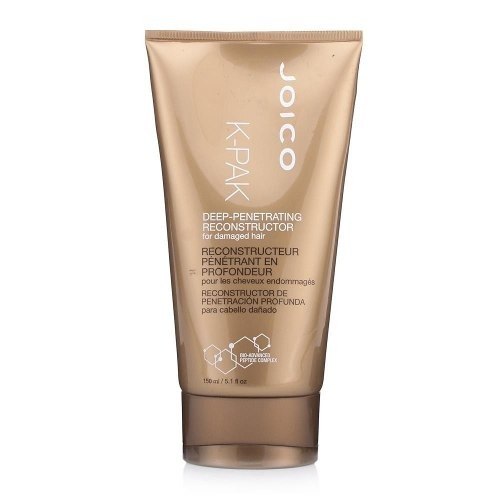 JOICO
K-PAK
DEEP-PENETRATING
RECONSTRUCTOR
for damaged hair
RECONSTRUCTEUR
PÉNÉTRANT EN
PROFONDEUR
pour les cheveux endommagés
RECONSTRUCTOR DE
PENETRACIÓN PROFUNDA
para cabello dañado
BIO-ADVANCED
PEPTIDE COMPLEX
150 ml / 5.1 fl oz